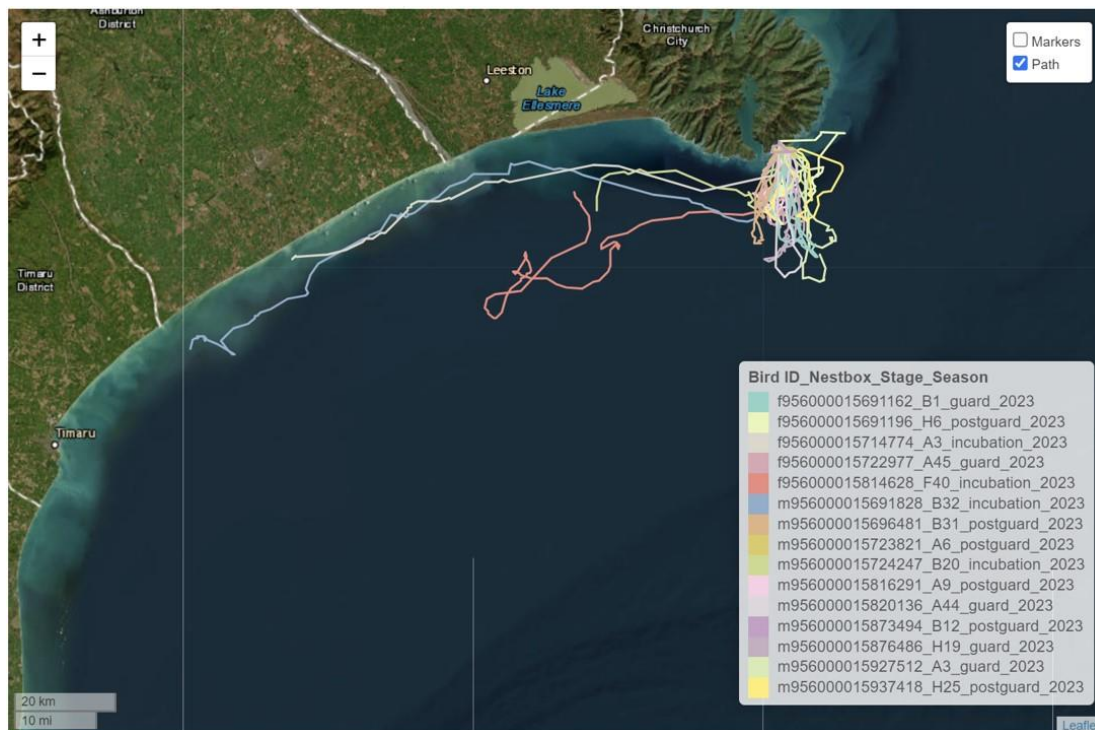 Ashburton
District
+
−
Christchurch
City
Markers
Path
Leeston
Lake
Ellesmere
Timaru
District
Timaru
Bird ID_Nestbox_Stage_Season
f956000015691162_B1_guard_2023
f956000015691196_H6_postguard_2023
f956000015714774_A3_incubation_2023
f956000015722977_A45_guard_2023
f956000015814628_F40_incubation_2023
m956000015691828_B32_incubation_2023
m956000015696481_B31_postguard_2023
m956000015723821_A6_postguard_2023
m956000015724247_B20_incubation_2023
m956000015816291_A9_postguard_2023
m956000015820136_A44_guard_2023
m956000015873494_B12_postguard_2023
m956000015876486_H19_guard_2023
m956000015927512_A3_guard_2023
m956000015937418_H25_postguard_2023
20 km
10 mi
Leafle